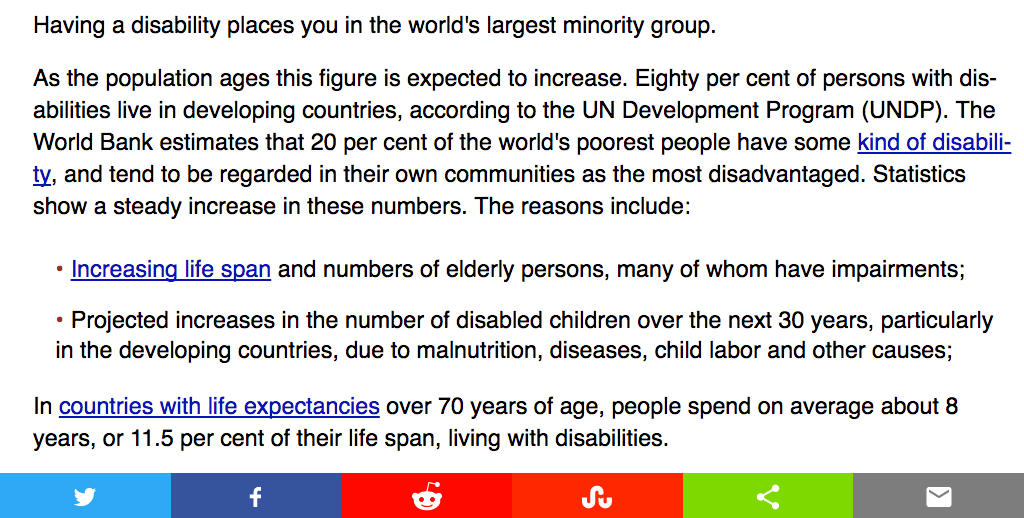 Having a disability places you in the world's largest minority group.
As the population ages this figure is expected to increase. Eighty per cent of persons with dis-
abilities live in developing countries, according to the UN Development Program (UNDP). The
World Bank estimates that 20 per cent of the world's poorest people have some kind of disabili-
ty, and tend to be regarded in their own communities as the most disadvantaged. Statistics
show a steady increase in these numbers. The reasons include:
• Increasing life span and numbers of elderly persons, many of whom have impairments;
• Projected increases in the number of disabled children over the next 30 years, particularly
in the developing countries, due to malnutrition, diseases, child labor and other causes;
In countries with life expectancies over 70 years of age, people spend on average about 8
years, or 11.5 per cent of their life span, living with disabilities.